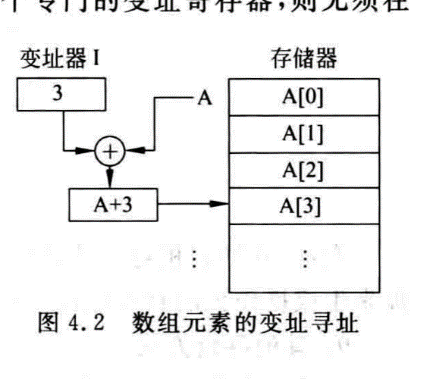 个专门的变址寄存器,则无须在
变址器 I
存储器
3
A
A[0]
A[1]
+
A[2]
A+3
A[3]
⋮
⋮
图 4.2 数组元素的变址寻址